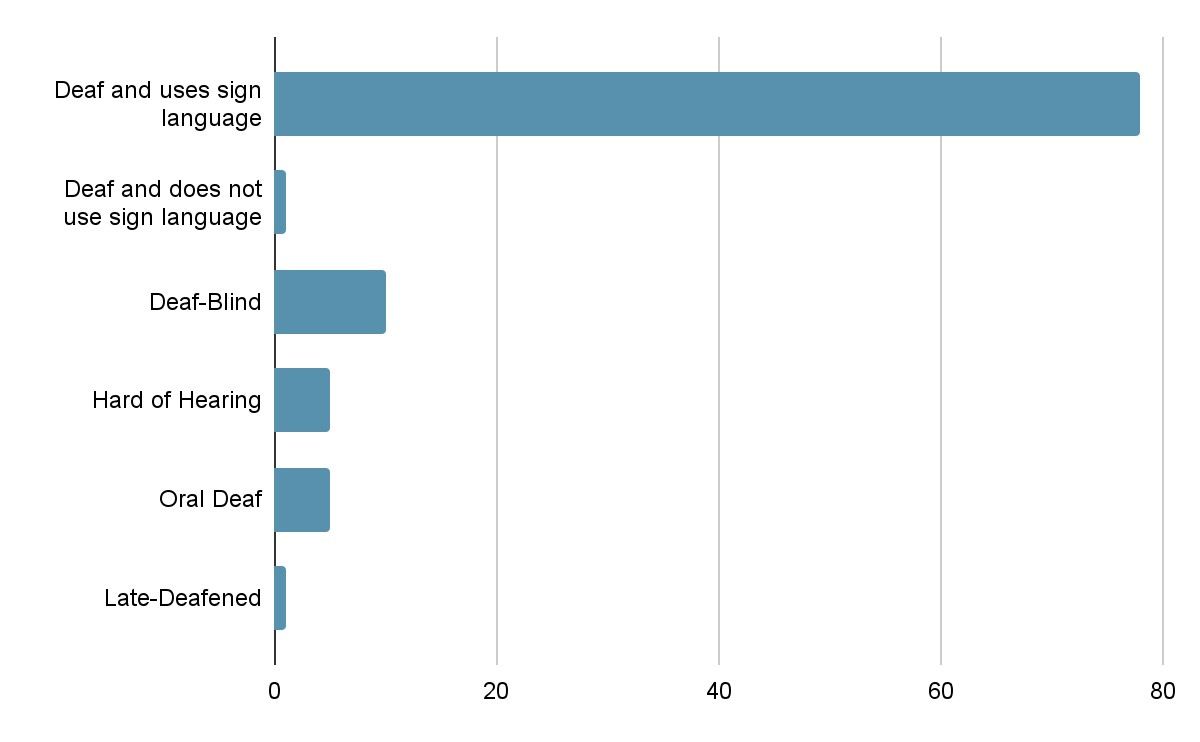 Deaf and uses sign
language
Deaf and does not
use sign language
Deaf-Blind
Hard of Hearing
Oral Deaf
Late-Deafened
0 20 40 60 80